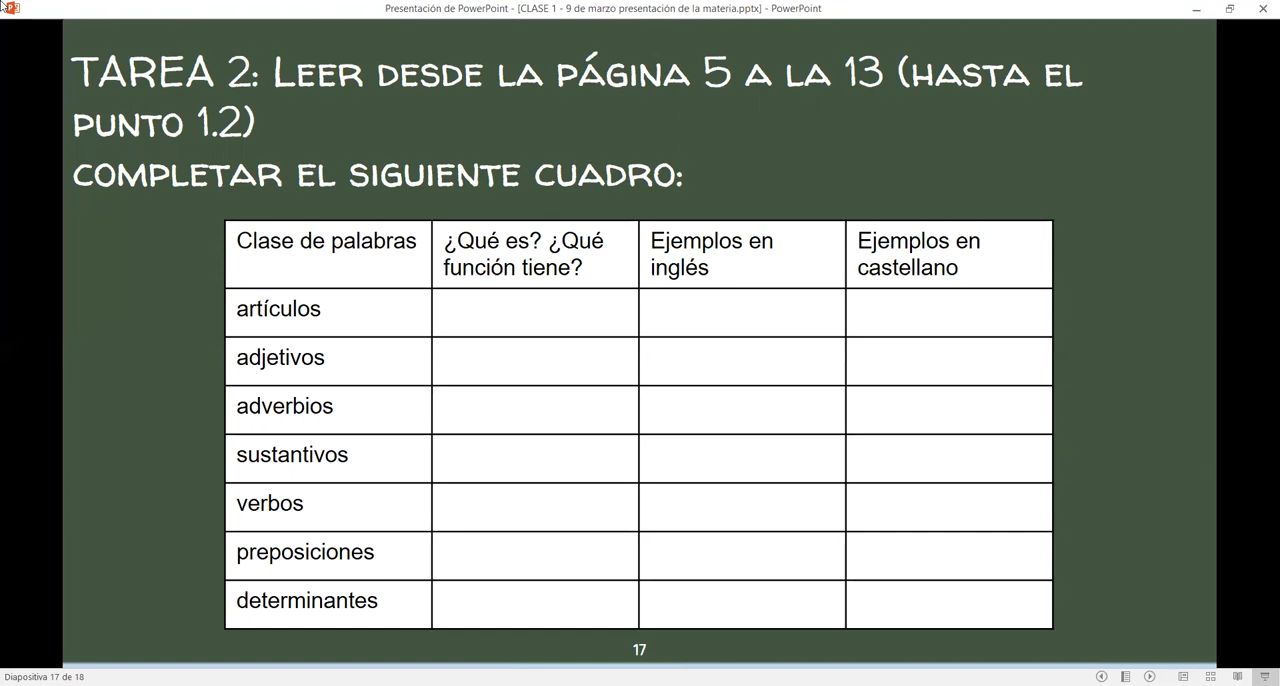 Presentación de PowerPoint - [CLASE 1 - 9 de marzo presentación de la materia.pptx] - PowerPoint
TAREA 2: LEER DESDE LA PÁGINA 5 A LA 13 (HASTA EL
PUNTO 1.2)
COMPLETAR EL SIGUIENTE CUADRO:
Clase de palabras
¿Qué es? ¿Qué
función tiene?
Ejemplos en
inglés
Ejemplos en
castellano
artículos
adjetivos
adverbios
sustantivos
verbos
preposiciones
determinantes
17
Diapositiva 17 de 18